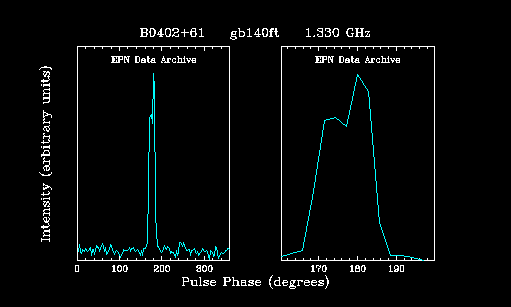 B0402+61 gb140ft 1.330 GHz
EPN Data Archive EPN Data Archive
Intensity (arbitrary units)
0 100 200 300 170 180 190
Pulse Phase (degrees)